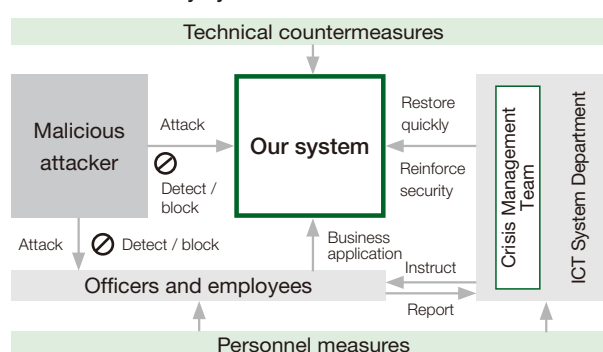 Technical countermeasures
Malicious
attacker
Attack
Detect /
block
Our system
Restore
quickly
Reinforce
security
Crisis Management
Team
ICT System Department
Attack
Detect / block
Business
application
Officers and employees
Instruct
Report
Personnel measures